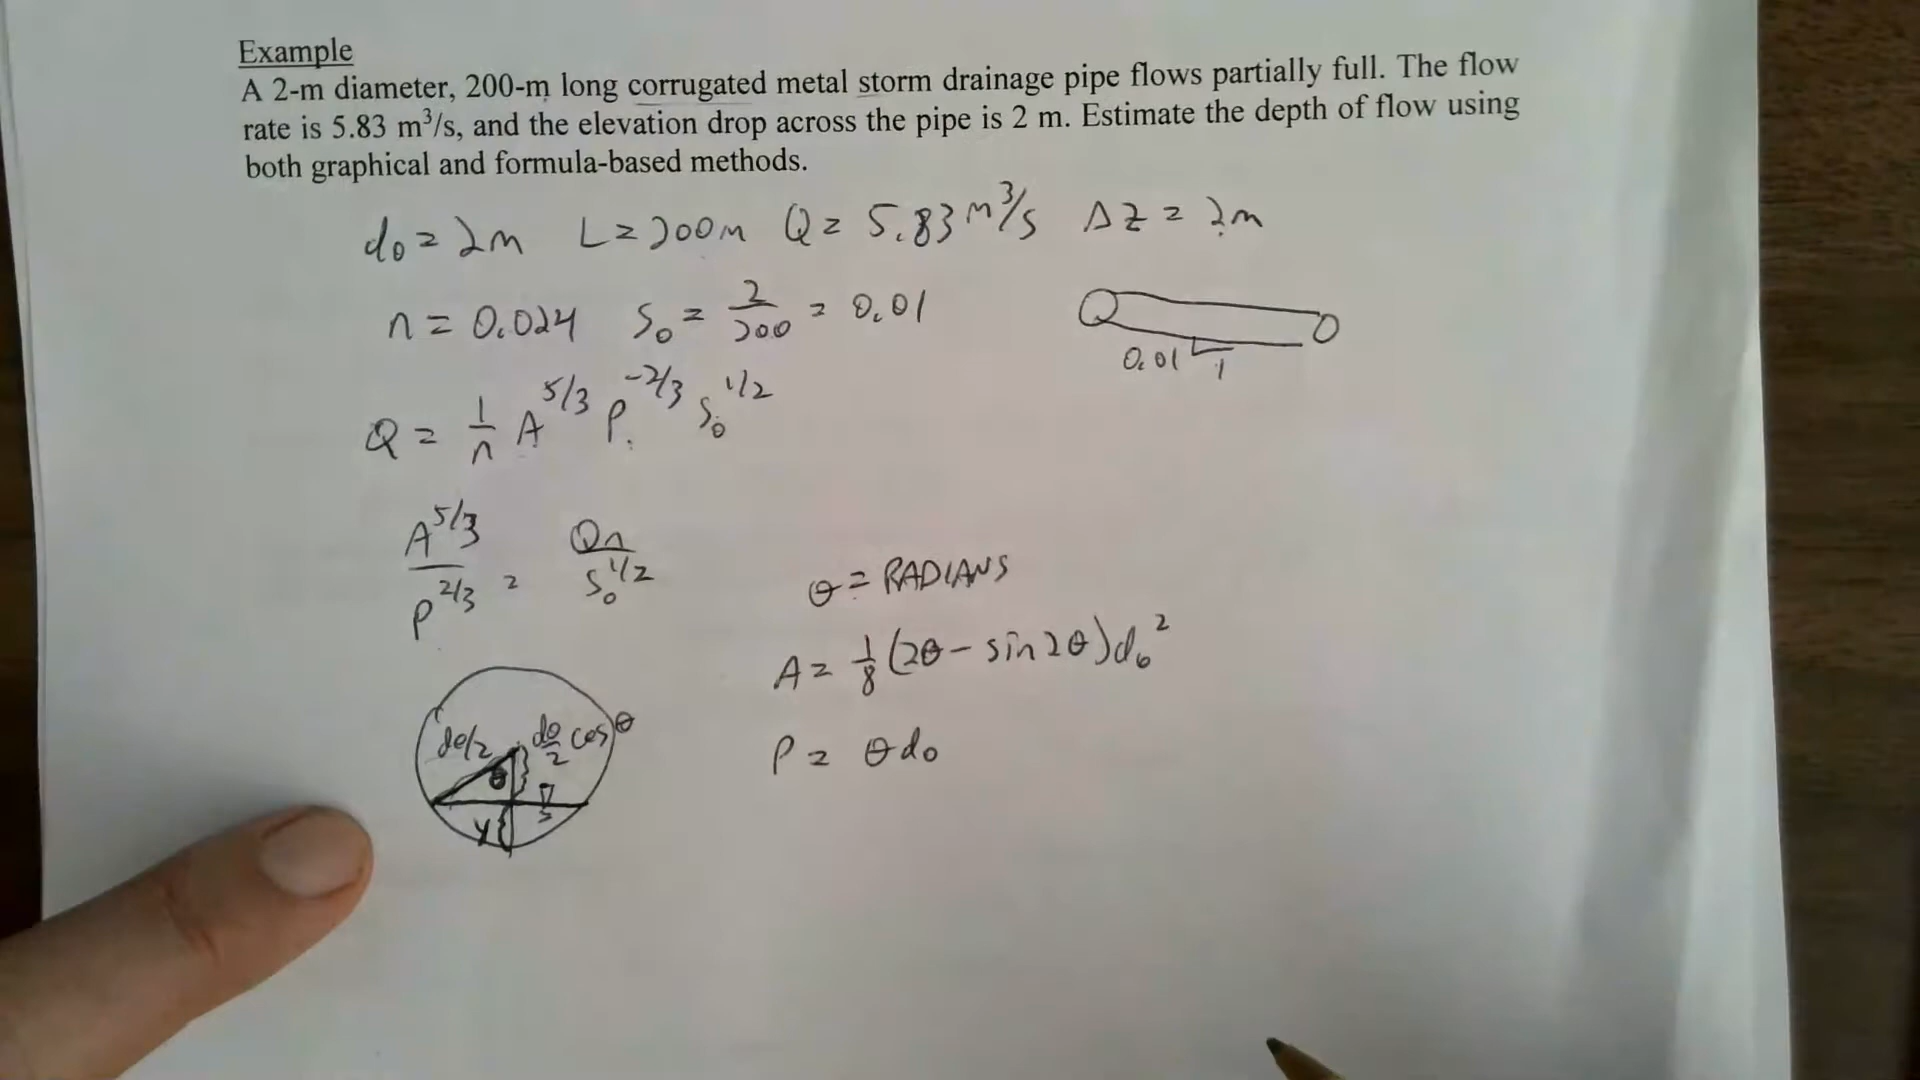 Example
A 2-m diameter, 200-m long corrugated metal storm drainage pipe flows partially full. The flow
rate is 5.83 m³/s, and the elevation drop across the pipe is 2 m. Estimate the depth of flow using
both graphical and formula-based methods.
d₀ = 2m L = 200m Q = 5.83 m³/s Δz = 2m
n = 0.024 S₀ = 2/200 = 0.01
0.01 1
Q = 1/n A^5/3 P^-2/3 S₀^1/2
A^5/3 / P^2/3 = Qn / S₀^1/2
θ = RADIANS
A = 1/8 (2θ - sin 2θ) d₀²
P = θd₀
d₀/2 d₀/2 cos θ
θ
y